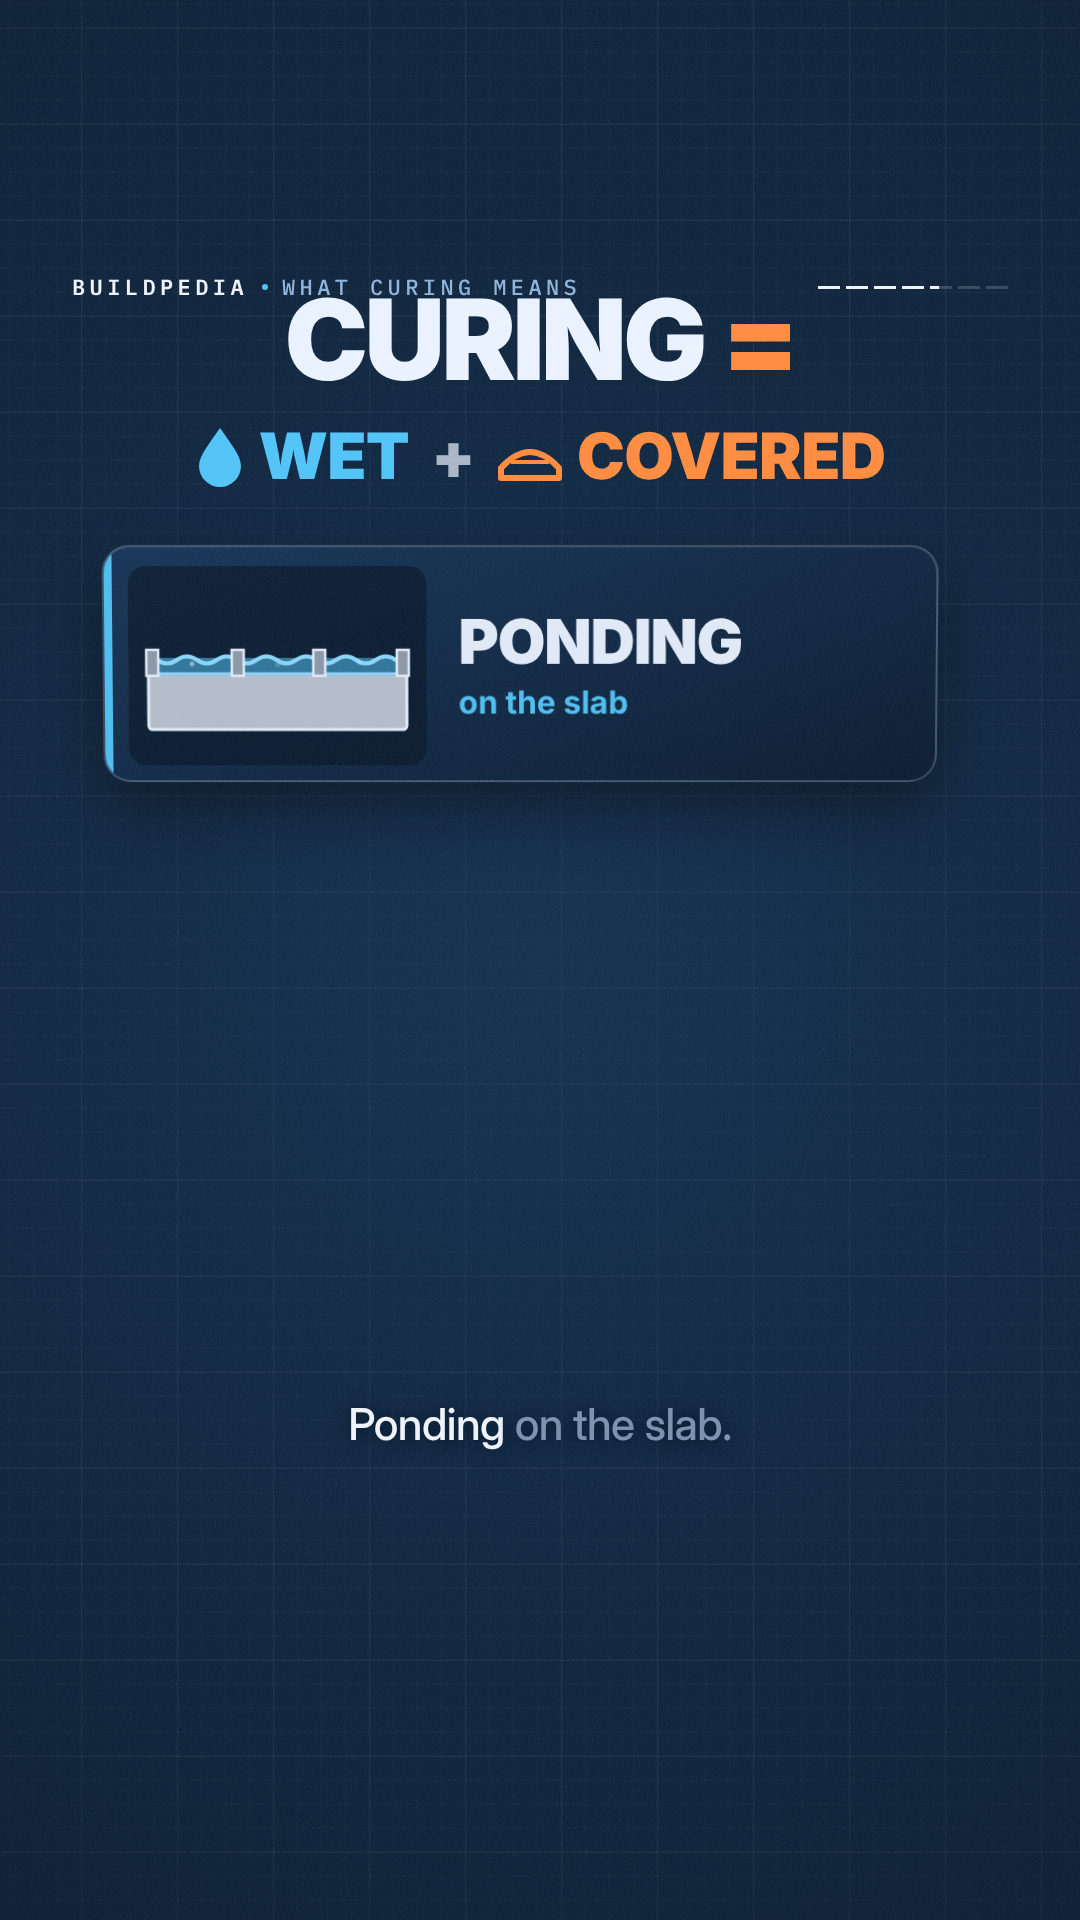 BUILDPEDIA • WHAT CURING MEANS
CURING =
WET + COVERED
PONDING
on the slab
Ponding on the slab.